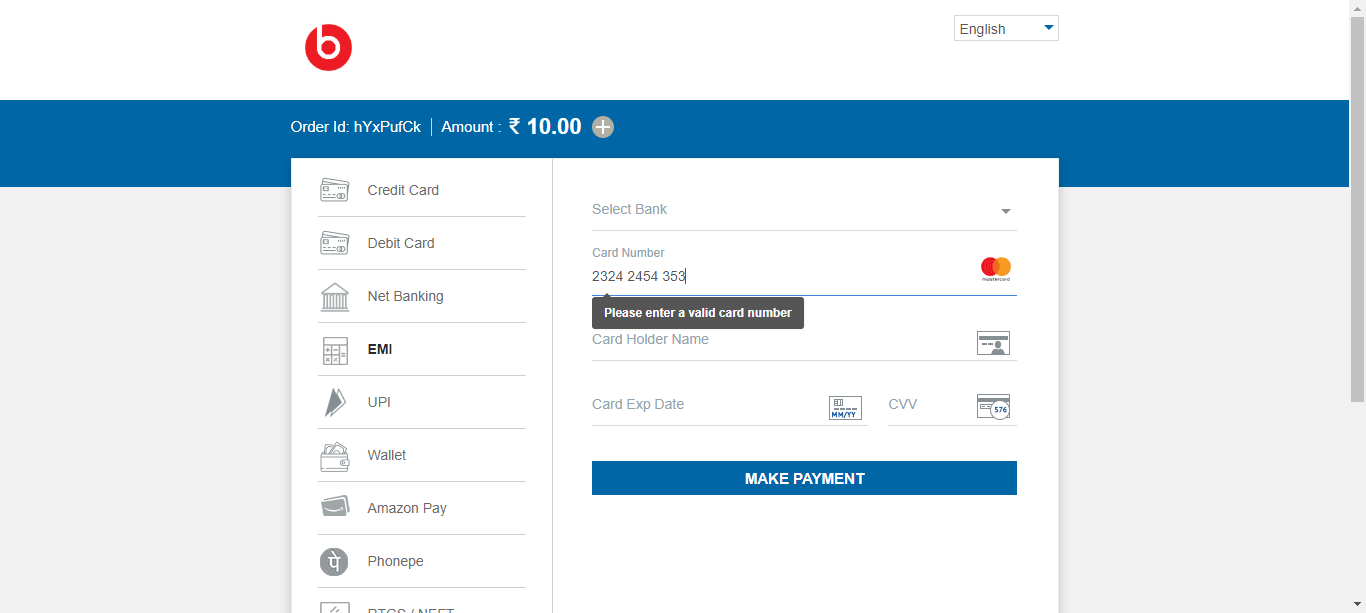 b
English
Order Id: hYxPufCk | Amount : ₹ 10.00
Credit Card
Debit Card
Net Banking
EMI
UPI
Wallet
Amazon Pay
पे Phonepe
RTGS / NEFT
Select Bank
Card Number
2324 2454 353
mastercard
Please enter a valid card number
Card Holder Name
Card Exp Date
MM/YY
CVV
576
MAKE PAYMENT